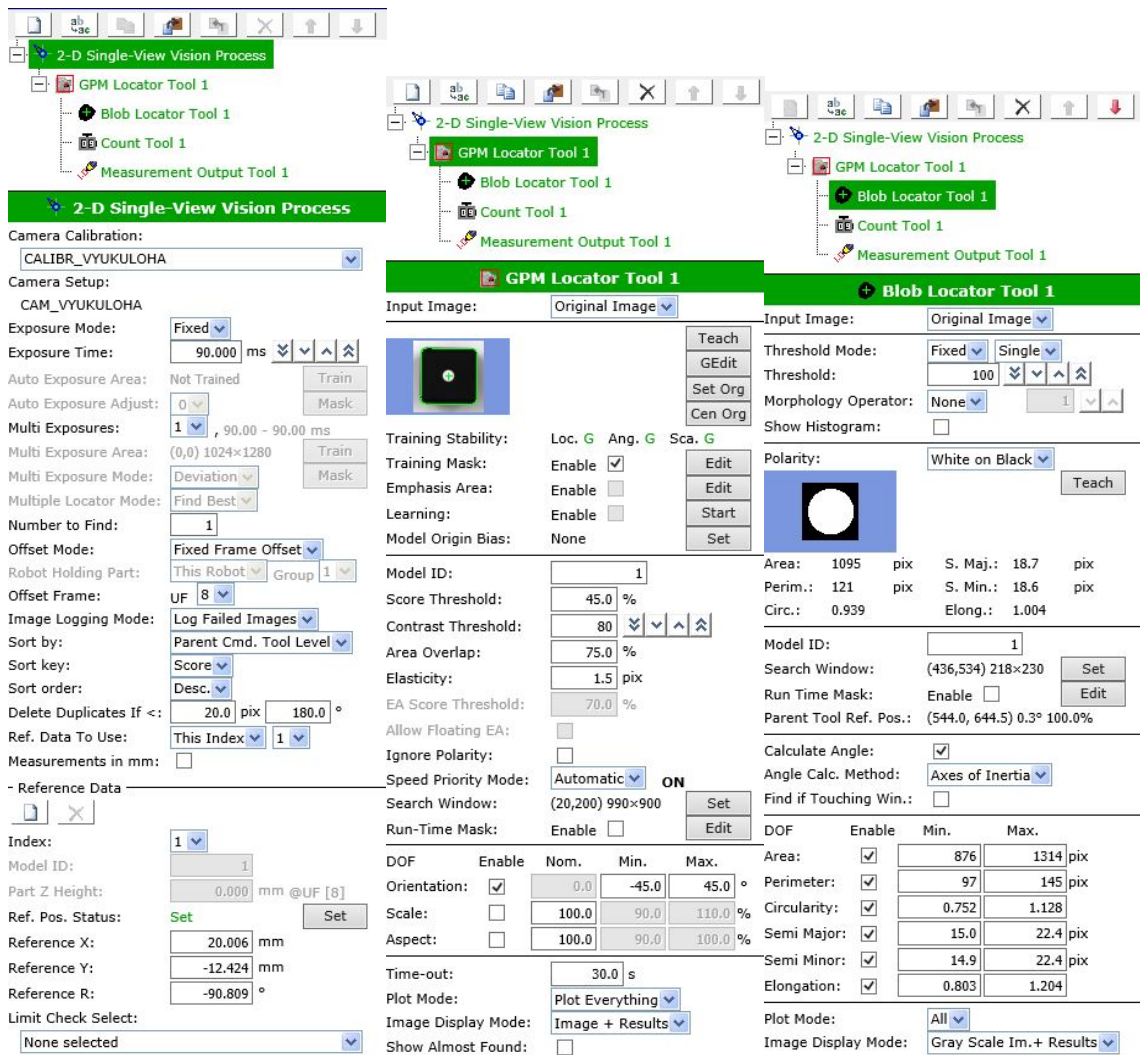 2-D Single-View Vision Process
GPM Locator Tool 1
Blob Locator Tool 1
Count Tool 1
Measurement Output Tool 1
2-D Single-View Vision Process
Camera Calibration:
CALIBR_VYUKULOHA
Camera Setup:
CAM_VYUKULOHA
Exposure Mode: Fixed
Exposure Time: 90.000 ms
Auto Exposure Area: Not Trained Train
Auto Exposure Adjust: 0 Mask
Multi Exposures: 1 , 90.00 - 90.00 ms
Multi Exposure Area: (0,0) 1024×1280 Train
Multi Exposure Mode: Deviation Mask
Multiple Locator Mode: Find Best
Number to Find: 1
Offset Mode: Fixed Frame Offset
Robot Holding Part: This Robot Group 1
Offset Frame: UF 8
Image Logging Mode: Log Failed Images
Sort by: Parent Cmd. Tool Level
Sort key: Score
Sort order: Desc.
Delete Duplicates If <: 20.0 pix 180.0 °
Ref. Data To Use: This Index 1
Measurements in mm:
- Reference Data
Index: 1
Model ID: 1
Part Z Height: 0.000 mm @UF [8]
Ref. Pos. Status: Set Set
Reference X: 20.006 mm
Reference Y: -12.424 mm
Reference R: -90.809 °
Limit Check Select:
None selected
2-D Single-View Vision Process
GPM Locator Tool 1
Blob Locator Tool 1
Count Tool 1
Measurement Output Tool 1
GPM Locator Tool 1
Input Image: Original Image
Teach
GEdit
Set Org
Cen Org
Training Stability: Loc. G Ang. G Sca. G
Training Mask: Enable Edit
Emphasis Area: Enable Edit
Learning: Enable Start
Model Origin Bias: None Set
Model ID: 1
Score Threshold: 45.0 %
Contrast Threshold: 80
Area Overlap: 75.0 %
Elasticity: 1.5 pix
EA Score Threshold: 70.0 %
Allow Floating EA:
Ignore Polarity:
Speed Priority Mode: Automatic ON
Search Window: (20,200) 990×900 Set
Run-Time Mask: Enable Edit
DOF Enable Nom. Min. Max.
Orientation: 0.0 -45.0 45.0 °
Scale: 100.0 90.0 110.0 %
Aspect: 100.0 90.0 100.0 %
Time-out: 30.0 s
Plot Mode: Plot Everything
Image Display Mode: Image + Results
Show Almost Found:
2-D Single-View Vision Process
GPM Locator Tool 1
Blob Locator Tool 1
Count Tool 1
Measurement Output Tool 1
Blob Locator Tool 1
Input Image: Original Image
Threshold Mode: Fixed Single
Threshold: 100
Morphology Operator: None 1
Show Histogram:
Polarity: White on Black
Teach
Area: 1095 pix S. Maj.: 18.7 pix
Perim.: 121 pix S. Min.: 18.6 pix
Circ.: 0.939 Elong.: 1.004
Model ID: 1
Search Window: (436,534) 218×230 Set
Run Time Mask: Enable Edit
Parent Tool Ref. Pos.: (544.0, 644.5) 0.3° 100.0%
Calculate Angle:
Angle Calc. Method: Axes of Inertia
Find if Touching Win.:
DOF Enable Min. Max.
Area: 876 1314 pix
Perimeter: 97 145 pix
Circularity: 0.752 1.128
Semi Major: 15.0 22.4 pix
Semi Minor: 14.9 22.4 pix
Elongation: 0.803 1.204
Plot Mode: All
Image Display Mode: Gray Scale Im.+ Results